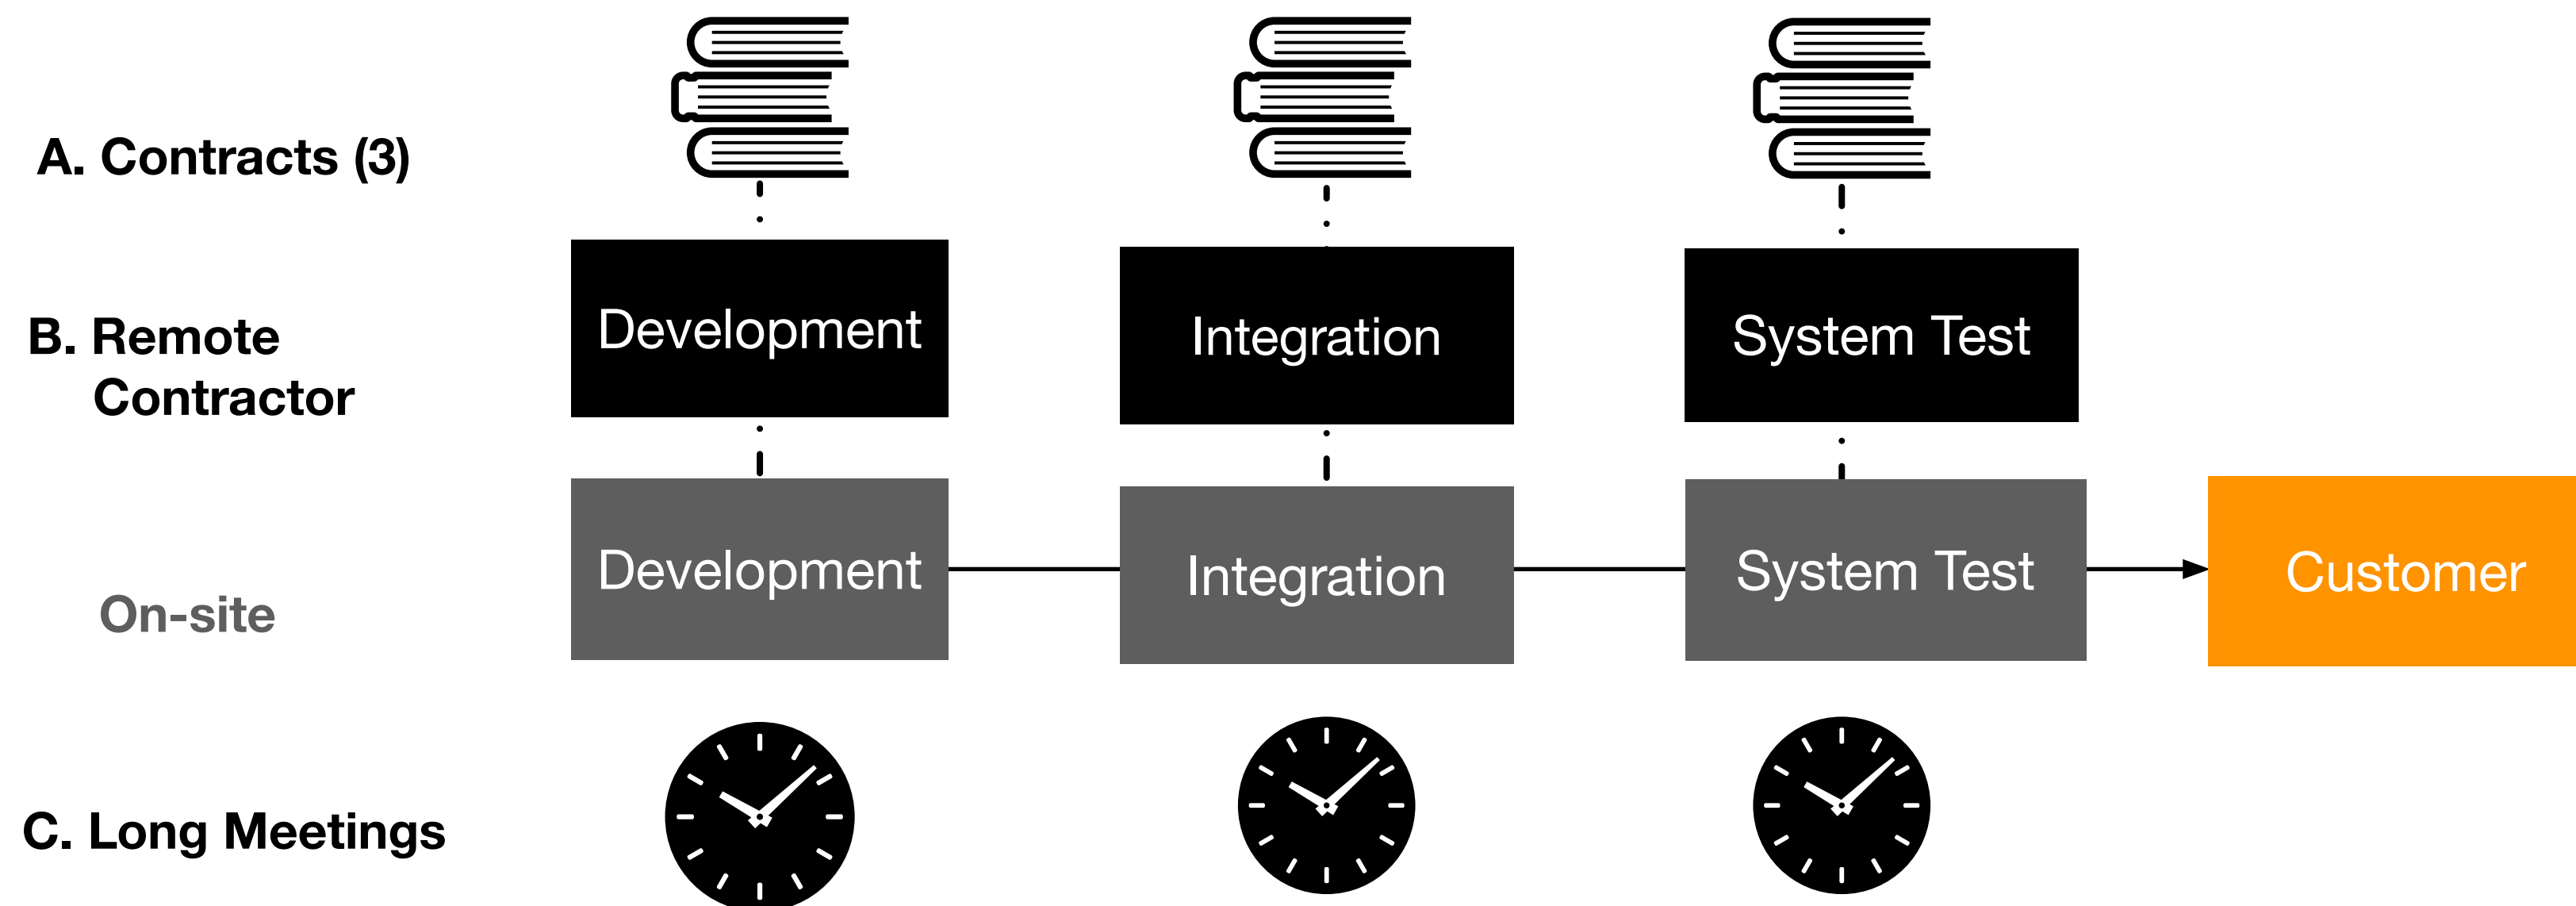 A. Contracts (3)
B. Remote
Contractor
Development
Integration
System Test
On-site
Development
Integration
System Test
Customer
C. Long Meetings